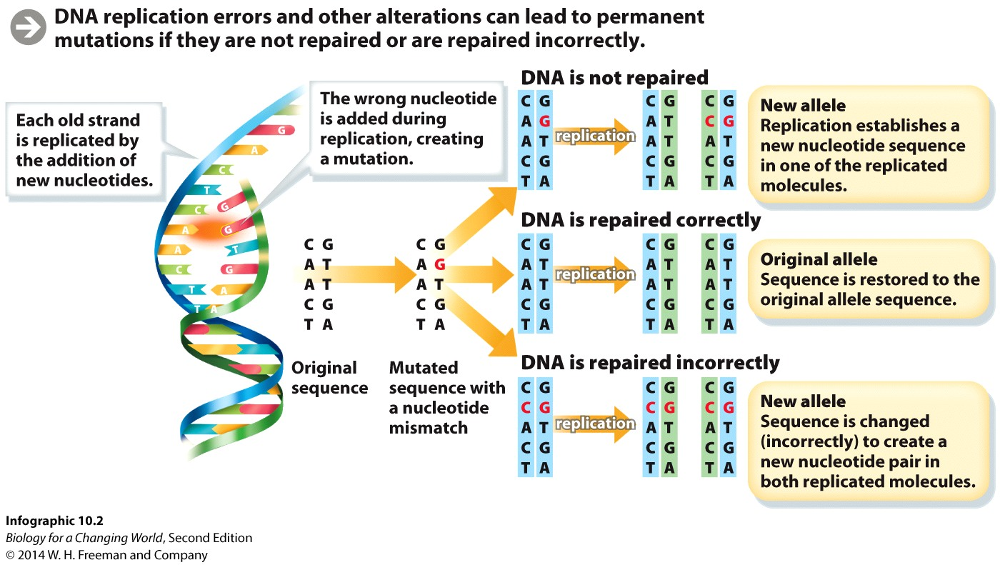 DNA replication errors and other alterations can lead to permanent
mutations if they are not repaired or are repaired incorrectly.
Each old strand
is replicated by
the addition of
new nucleotides.
The wrong nucleotide
is added during
replication, creating
a mutation.
G
A
C
T
C G
A G
A T
C G
T A
T A
C G
A T
A T
C G
T A
Original
sequence
C G
A G
A T
C G
T A
Mutated
sequence with
a nucleotide
mismatch
DNA is not repaired
C G
A G
A T
C G
T A
replication
C G C G
A T C G
A T A T
C G C G
T A T A
New allele
Replication establishes a
new nucleotide sequence
in one of the replicated
molecules.
DNA is repaired correctly
C G
A T
A T
C G
T A
replication
C G C G
A T A T
A T A T
C G C G
T A T A
Original allele
Sequence is restored to the
original allele sequence.
DNA is repaired incorrectly
C G
C G
A T
C G
T A
replication
C G C G
C G C G
A T A T
C G C G
T A T A
New allele
Sequence is changed
(incorrectly) to create a
new nucleotide pair in
both replicated molecules.
Infographic 10.2
Biology for a Changing World, Second Edition
© 2014 W. H. Freeman and Company